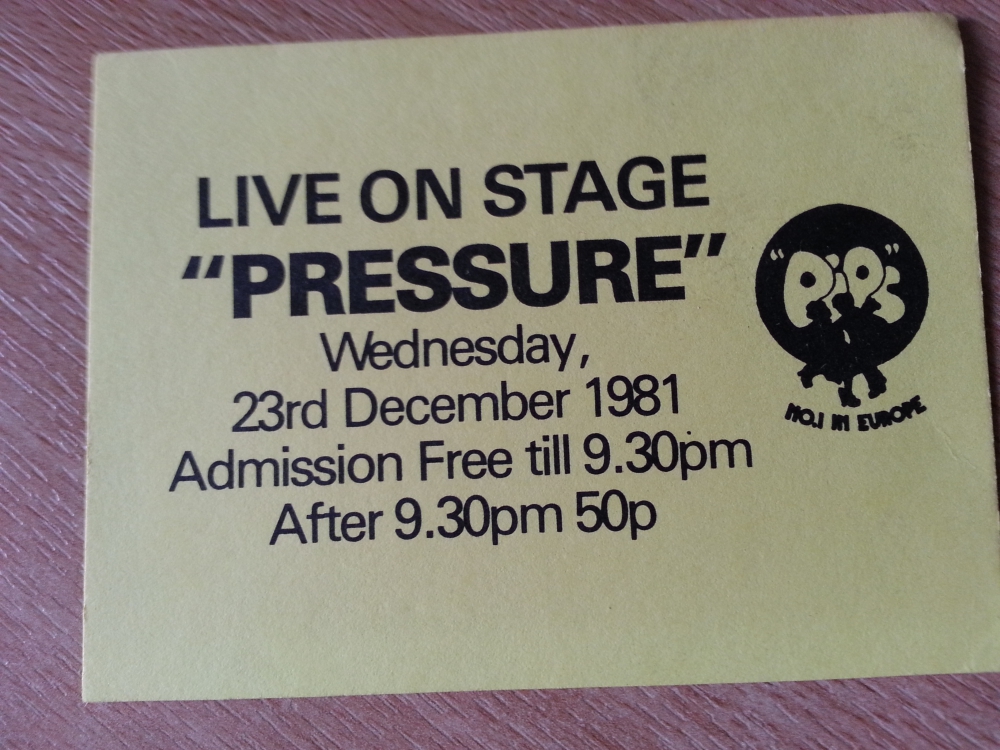 LIVE ON STAGE
"PRESSURE"
Wednesday,
23rd December 1981
Admission Free till 9.30pm
After 9.30pm 50p
"PiPs"
NO.1 IN EUROPE